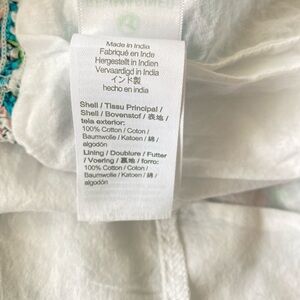 Made in India
Fabriqué en Inde
Hergestellt in Indien
Vervaardigd in India
インド製
hecho en india
Shell / Tissu Principal /
Shell / Bovenstof / 表地 /
tela exterior:
100% Cotton / Coton /
Baumwolle / Katoen / 綿 /
algodón
Lining / Doublure / Futter
/ Voering / 裏地 / forro:
100% Cotton / Coton /
Baumwolle / Katoen / 綿 /
algodón